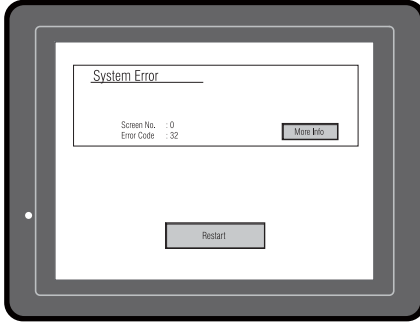 System Error
Screen No. : 0
Error Code : 32
More Info
Restart